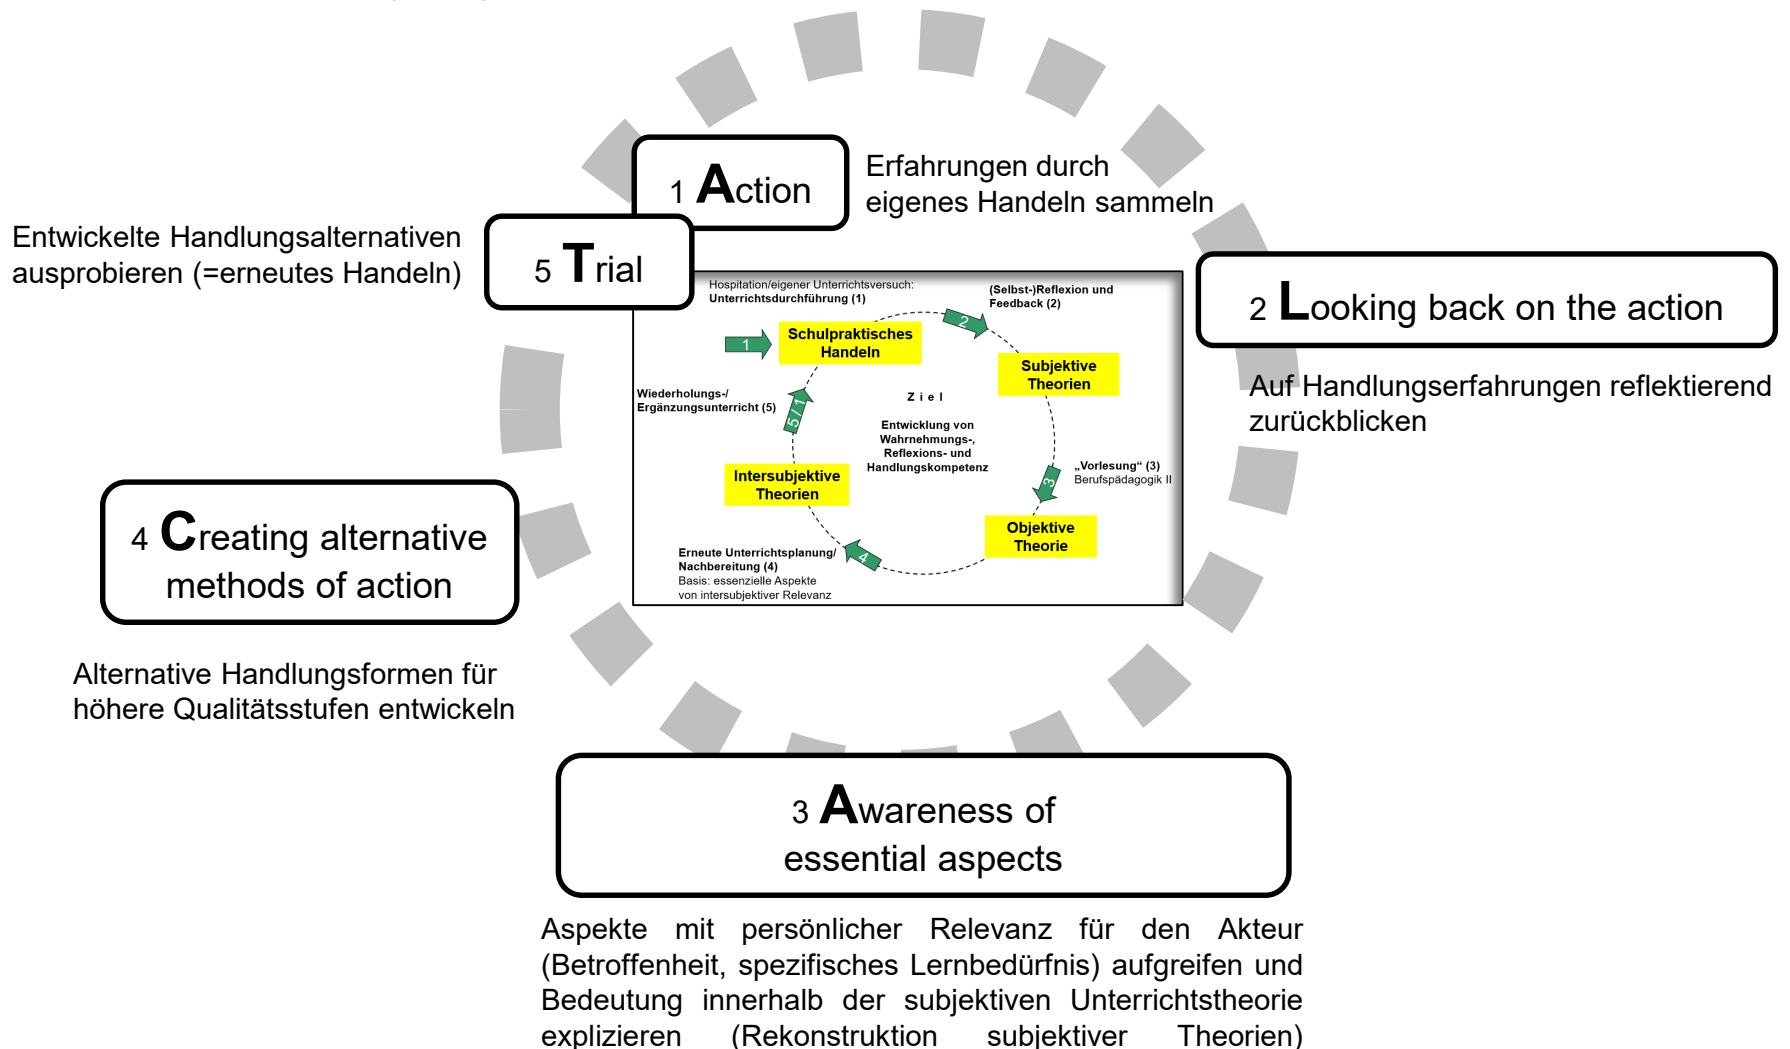 1 Action
Erfahrungen durch
eigenes Handeln sammeln
Entwickelte Handlungsalternativen
ausprobieren (=erneutes Handeln)
5 Trial
2 Looking back on the action
Auf Handlungserfahrungen reflektierend
zurückblicken
Hospitation/eigener Unterrichtsversuch:
Unterrichtsdurchführung (1)
(Selbst-)Reflexion und
Feedback (2)
1
Schulpraktisches
Handeln
2
Subjektive
Theorien
Wiederholungs-/
Ergänzungsunterricht (5)
5 / 1
Ziel
Entwicklung von
Wahrnehmungs-,
Reflexions- und
Handlungskompetenz
Intersubjektive
Theorien
3
„Vorlesung“ (3)
Berufspädagogik II
Objektive
Theorie
4
Erneute Unterrichtsplanung/
Nachbereitung (4)
Basis: essenzielle Aspekte
von intersubjektiver Relevanz
4 Creating alternative
methods of action
Alternative Handlungsformen für
höhere Qualitätsstufen entwickeln
3 Awareness of
essential aspects
Aspekte mit persönlicher Relevanz für den Akteur
(Betroffenheit, spezifisches Lernbedürfnis) aufgreifen und
Bedeutung innerhalb der subjektiven Unterrichtstheorie
explizieren (Rekonstruktion subjektiver Theorien)